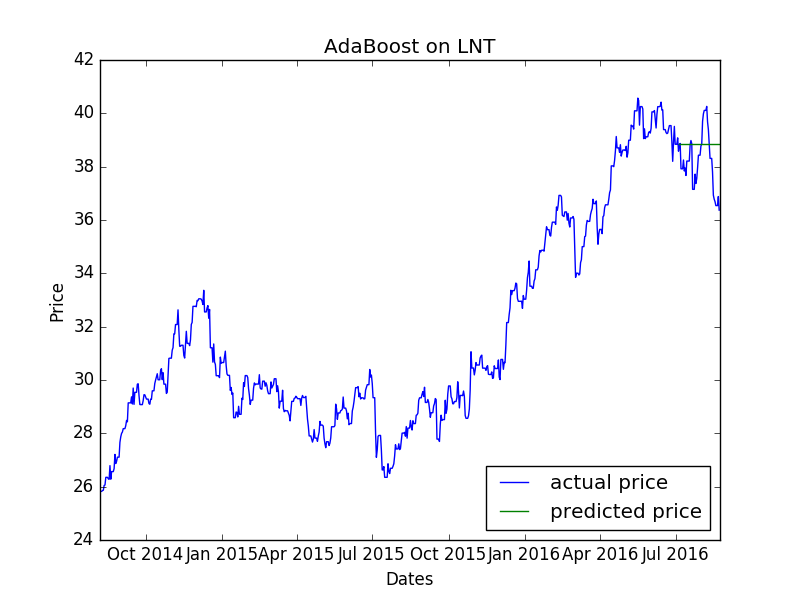 AdaBoost on LNT
42
40
38
36
34
32
30
28
26
24
Price
Oct 2014 Jan 2015 Apr 2015 Jul 2015 Oct 2015 Jan 2016 Apr 2016 Jul 2016
Dates
actual price
predicted price